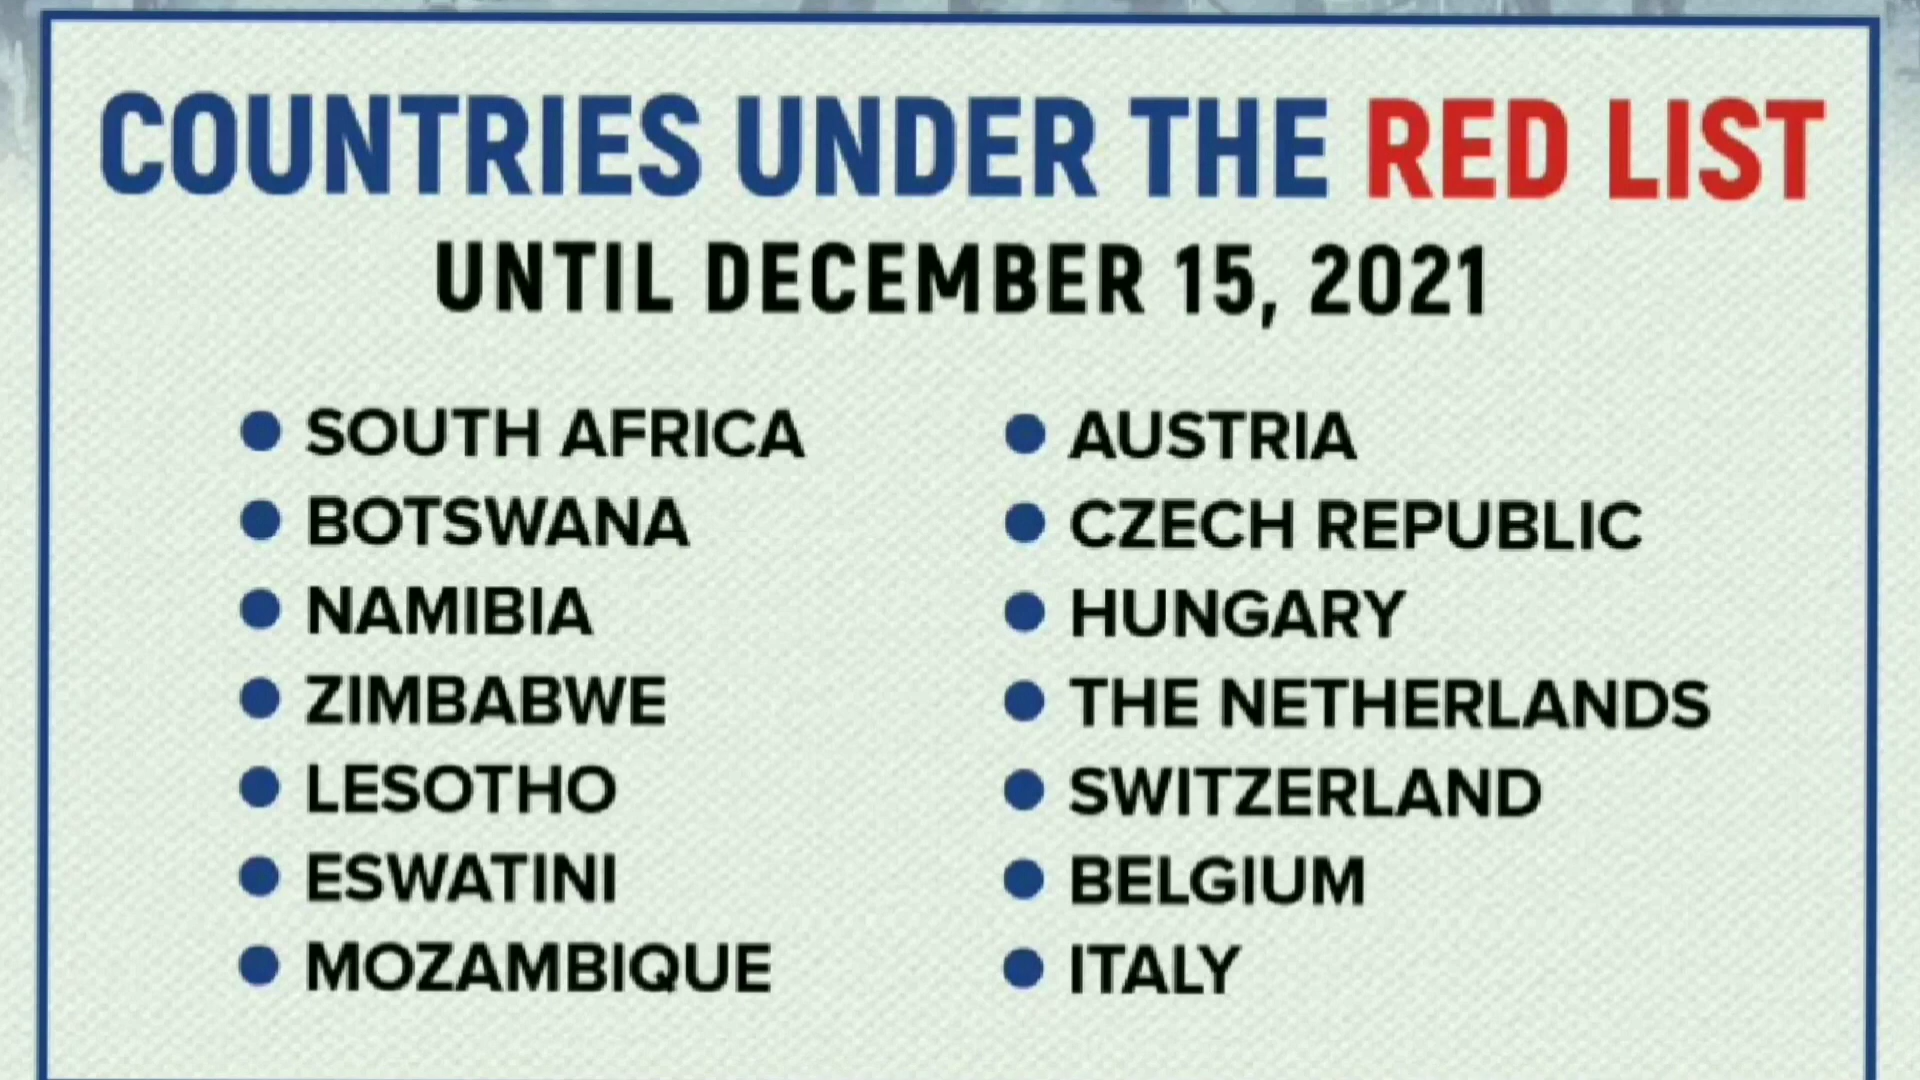 COUNTRIES UNDER THE RED LIST
UNTIL DECEMBER 15, 2021
SOUTH AFRICA
BOTSWANA
NAMIBIA
ZIMBABWE
LESOTHO
ESWATINI
MOZAMBIQUE
AUSTRIA
CZECH REPUBLIC
HUNGARY
THE NETHERLANDS
SWITZERLAND
BELGIUM
ITALY